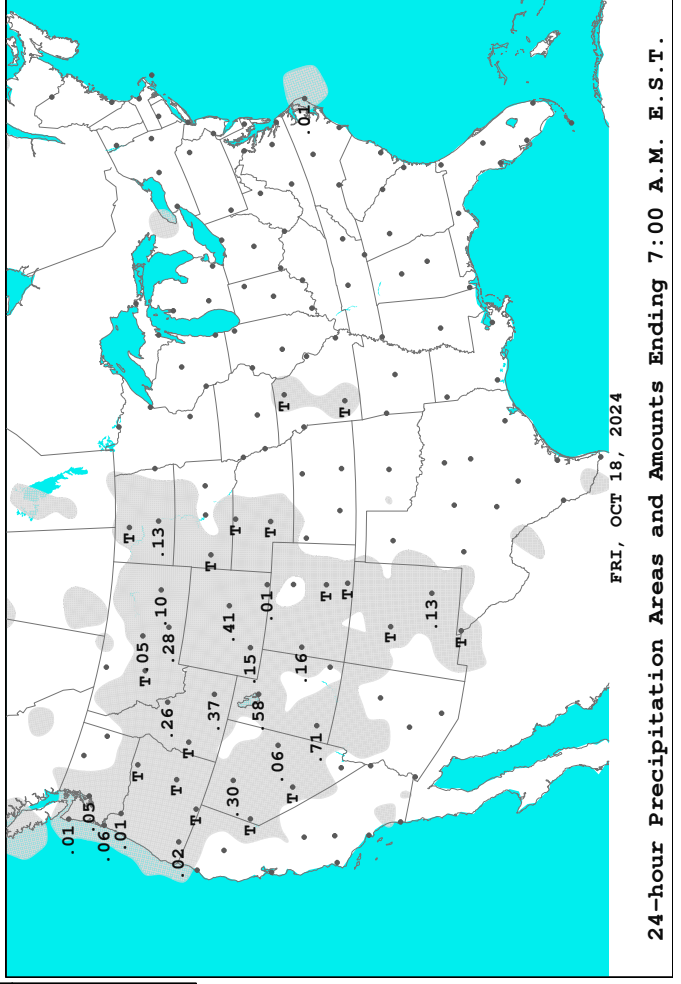 .01
.05
.06
.01
T
T
T .05
.13
.10
.26
.28
T
.02
T
T
T
.37
.41
.30
T
.15
T
.58
.01
T
.06
T
T
.16
.01
.71
T
T
T
T
.13
T
FRI, OCT 18, 2024
24-hour Precipitation Areas and Amounts Ending 7:00 A.M. E.S.T.